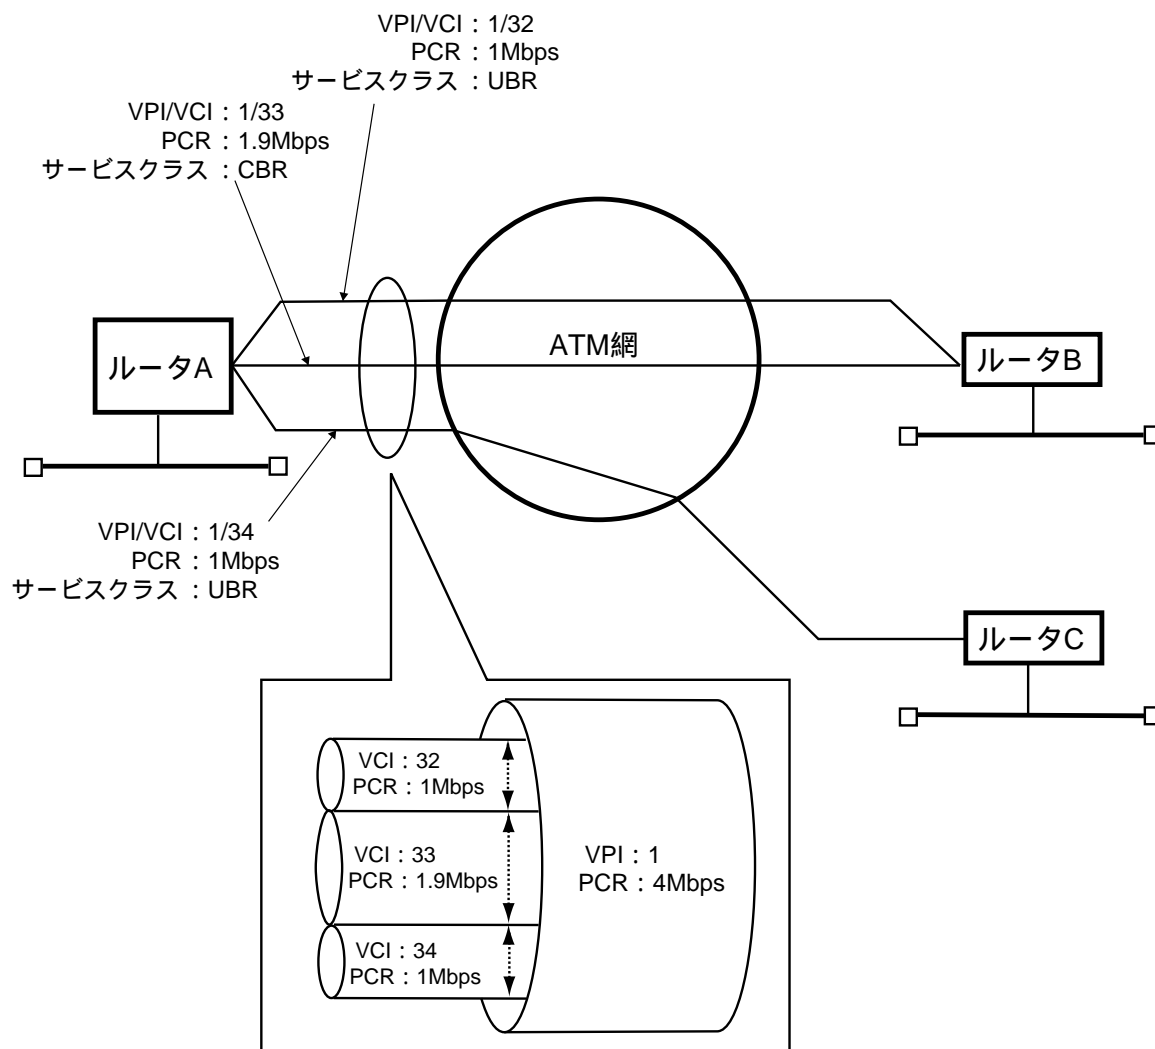 VPI/VCI：1/32
PCR：1Mbps
サービスクラス：UBR
VPI/VCI：1/33
PCR：1.9Mbps
サービスクラス：CBR
ルータA
ATM網
ルータB
VPI/VCI：1/34
PCR：1Mbps
サービスクラス：UBR
ルータC
VCI：32
PCR：1Mbps
VCI：33
PCR：1.9Mbps
VCI：34
PCR：1Mbps
VPI：1
PCR：4Mbps